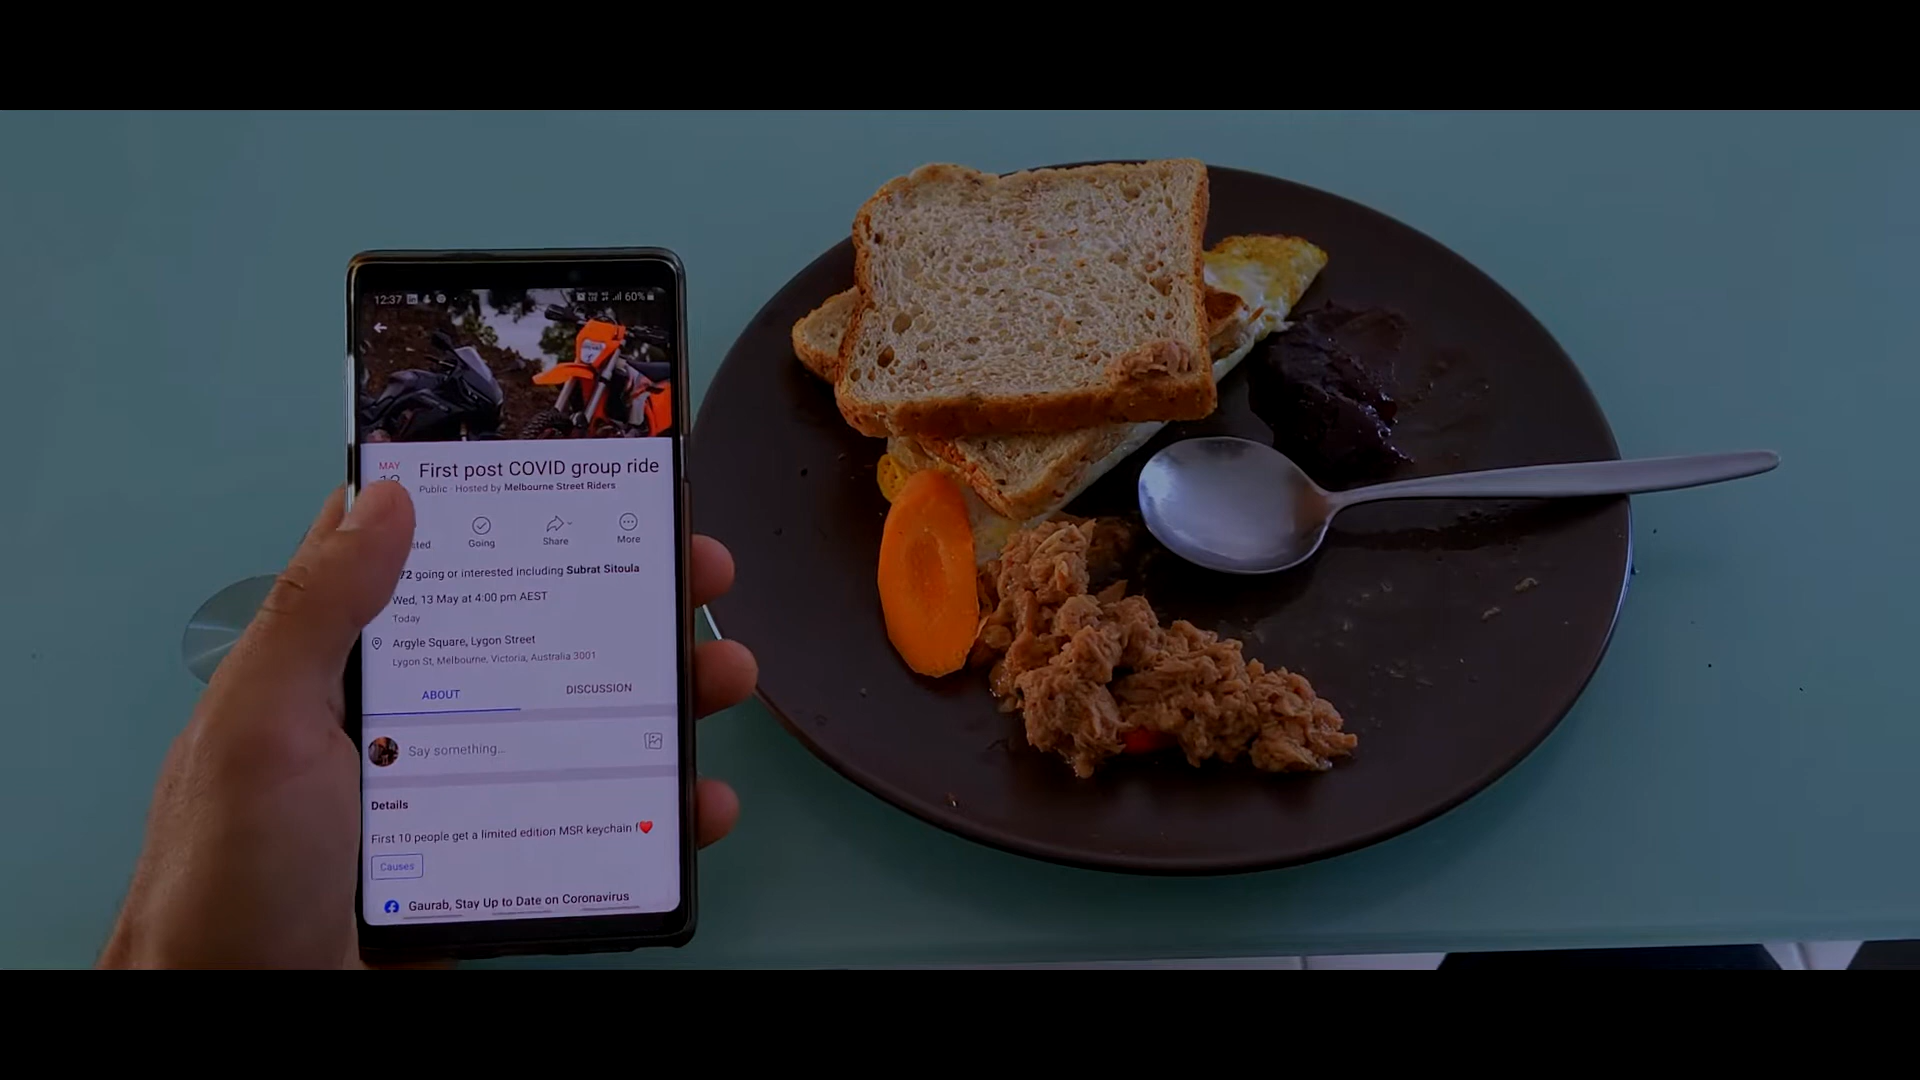 12:37 60%
MAY
First post COVID group ride
Public · Hosted by Melbourne Street Riders
Going Share More
72 going or interested including Subrat Sitoula
Wed, 13 May at 4:00 pm AEST
Today
Argyle Square, Lygon Street
Lygon St, Melbourne, Victoria, Australia 3001
ABOUT DISCUSSION
Say something...
Details
First 10 people get a limited edition MSR keychain f❤️
Causes
Gaurab, Stay Up to Date on Coronavirus